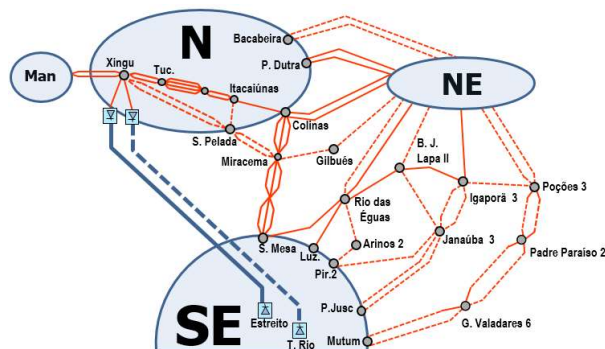 N
Bacabeira
Xingu
P. Dutra
Man
Tuc.
Itacaiúnas
NE
Colinas
S. Pelada
B. J.
Lapa II
Miracema
Gilbués
Igaporã 3
Poções 3
Rio das
Éguas
S. Mesa
Luz.
Arinos 2
Janaúba 3
Padre Paraíso 2
Pir.2
P.Jusc
Estreito
G. Valadares 6
SE
T. Rio
Mutum